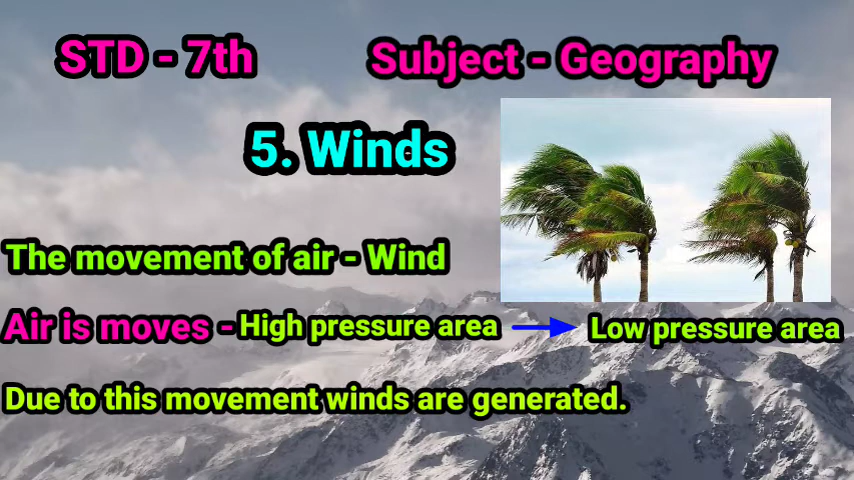 STD - 7th Subject - Geography
5. Winds
The movement of air - Wind
Air is moves - High pressure area Low pressure area
Due to this movement winds are generated.